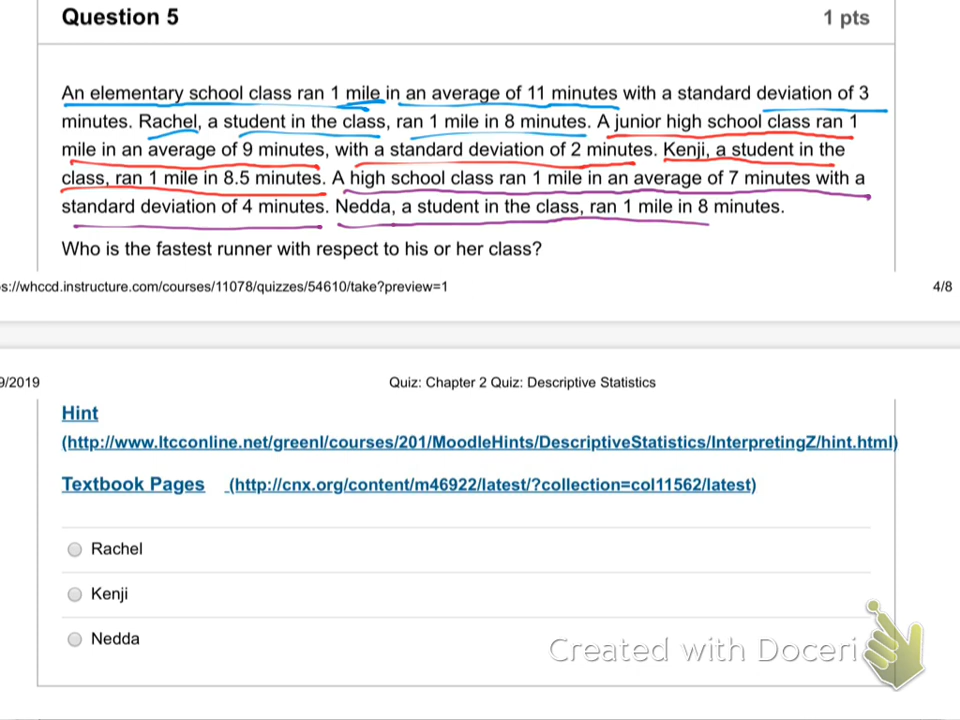 Question 5
1 pts
An elementary school class ran 1 mile in an average of 11 minutes with a standard deviation of 3
minutes. Rachel, a student in the class, ran 1 mile in 8 minutes. A junior high school class ran 1
mile in an average of 9 minutes, with a standard deviation of 2 minutes. Kenji, a student in the
class, ran 1 mile in 8.5 minutes. A high school class ran 1 mile in an average of 7 minutes with a
standard deviation of 4 minutes. Nedda, a student in the class, ran 1 mile in 8 minutes.
Who is the fastest runner with respect to his or her class?
s://whccd.instructure.com/courses/11078/quizzes/54610/take?preview=1
4/8
9/2019
Quiz: Chapter 2 Quiz: Descriptive Statistics
Hint
(http://www.ltcconline.net/greenl/courses/201/MoodleHints/DescriptiveStatistics/InterpretingZ/hint.html)
Textbook Pages (http://cnx.org/content/m46922/latest/?collection=col11562/latest)
Rachel
Kenji
Nedda
Created with Doceri